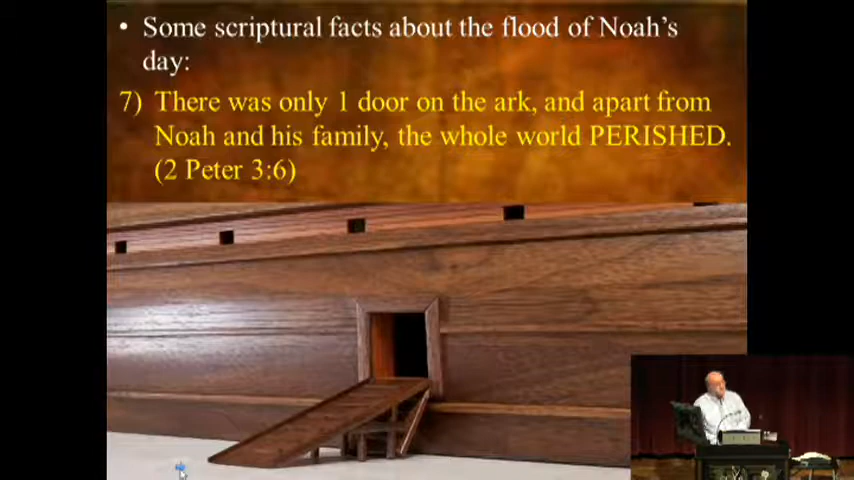 • Some scriptural facts about the flood of Noah's
day:
7) There was only 1 door on the ark, and apart from
Noah and his family, the whole world PERISHED.
(2 Peter 3:6)